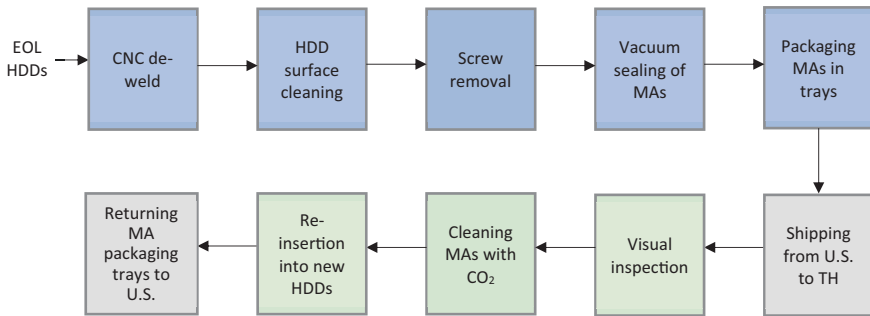 EOL
HDDs
CNC de-
weld
HDD
surface
cleaning
Screw
removal
Vacuum
sealing of
MAs
Packaging
MAs in
trays
Returning
MA
packaging
trays to
U.S.
Re-
insertion
into new
HDDs
Cleaning
MAs with
CO₂
Visual
inspection
Shipping
from U.S.
to TH